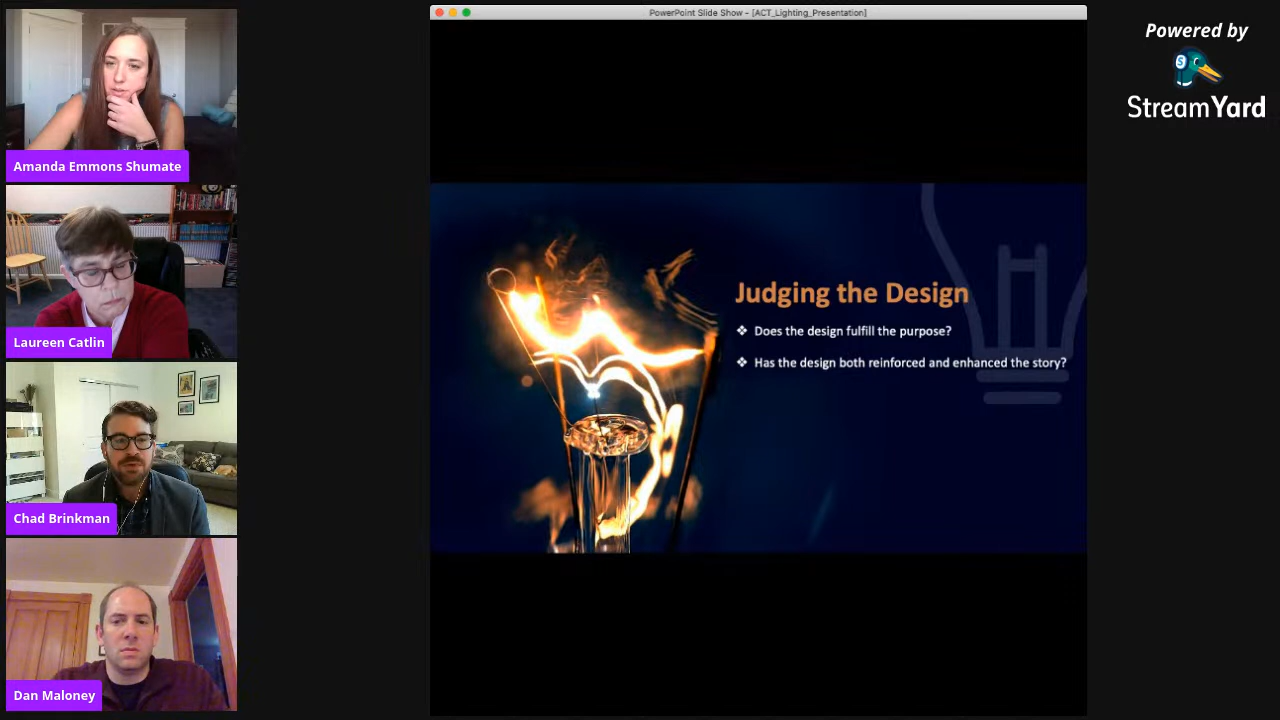 PowerPoint Slide Show - [ACT_Lighting_Presentation]
Powered by
StreamYard
Amanda Emmons Shumate
Laureen Catlin
Chad Brinkman
Dan Maloney
Judging the Design
❖ Does the design fulfill the purpose?
❖ Has the design both reinforced and enhanced the story?